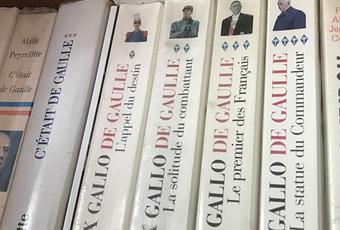 Alain
Peyrefitte
C'était
de Gaulle
C'ÉTAIT DE GAULLE
***
X GALLO DE GAULLE
L'appel du destin
X GALLO DE GAULLE
La solitude du combattant
GALLO DE GAULLE
Le premier des Français
GALLO DE GAULLE
La statue du Commandeur